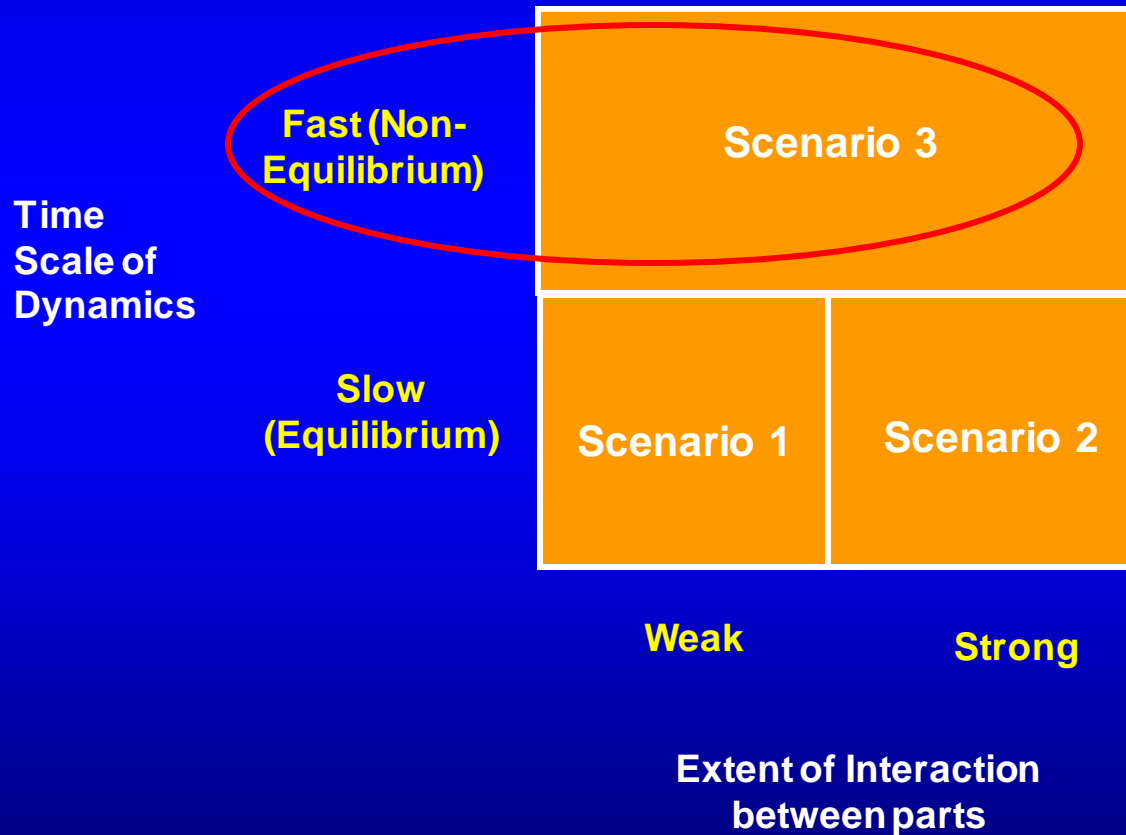 Fast (Non-
Equilibrium)
Scenario 3
Time
Scale of
Dynamics
Slow
(Equilibrium)
Scenario 1
Scenario 2
Weak
Strong
Extent of Interaction
between parts